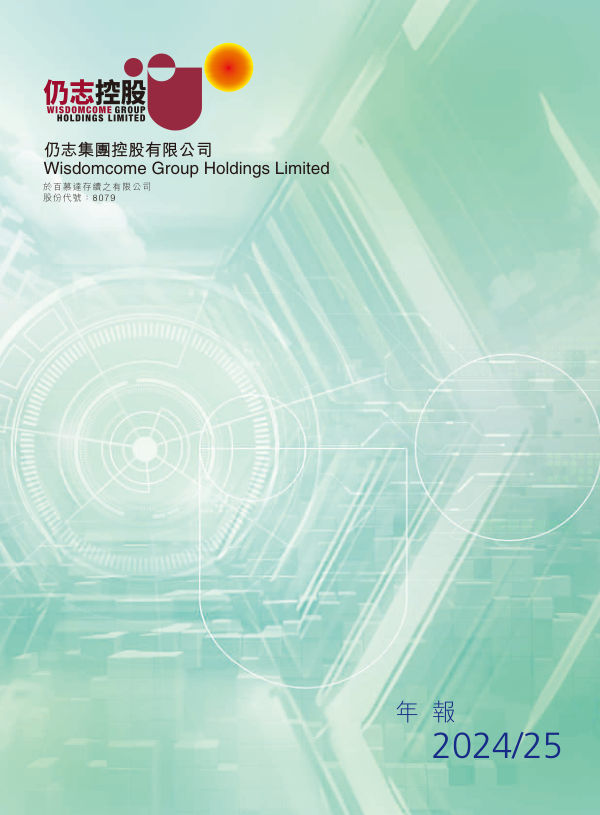 仍志控股
WISDOMCOME GROUP
HOLDINGS LIMITED
仍志集團控股有限公司
Wisdomcome Group Holdings Limited
於百慕達存續之有限公司
股份代號：8079
年報
2024/25